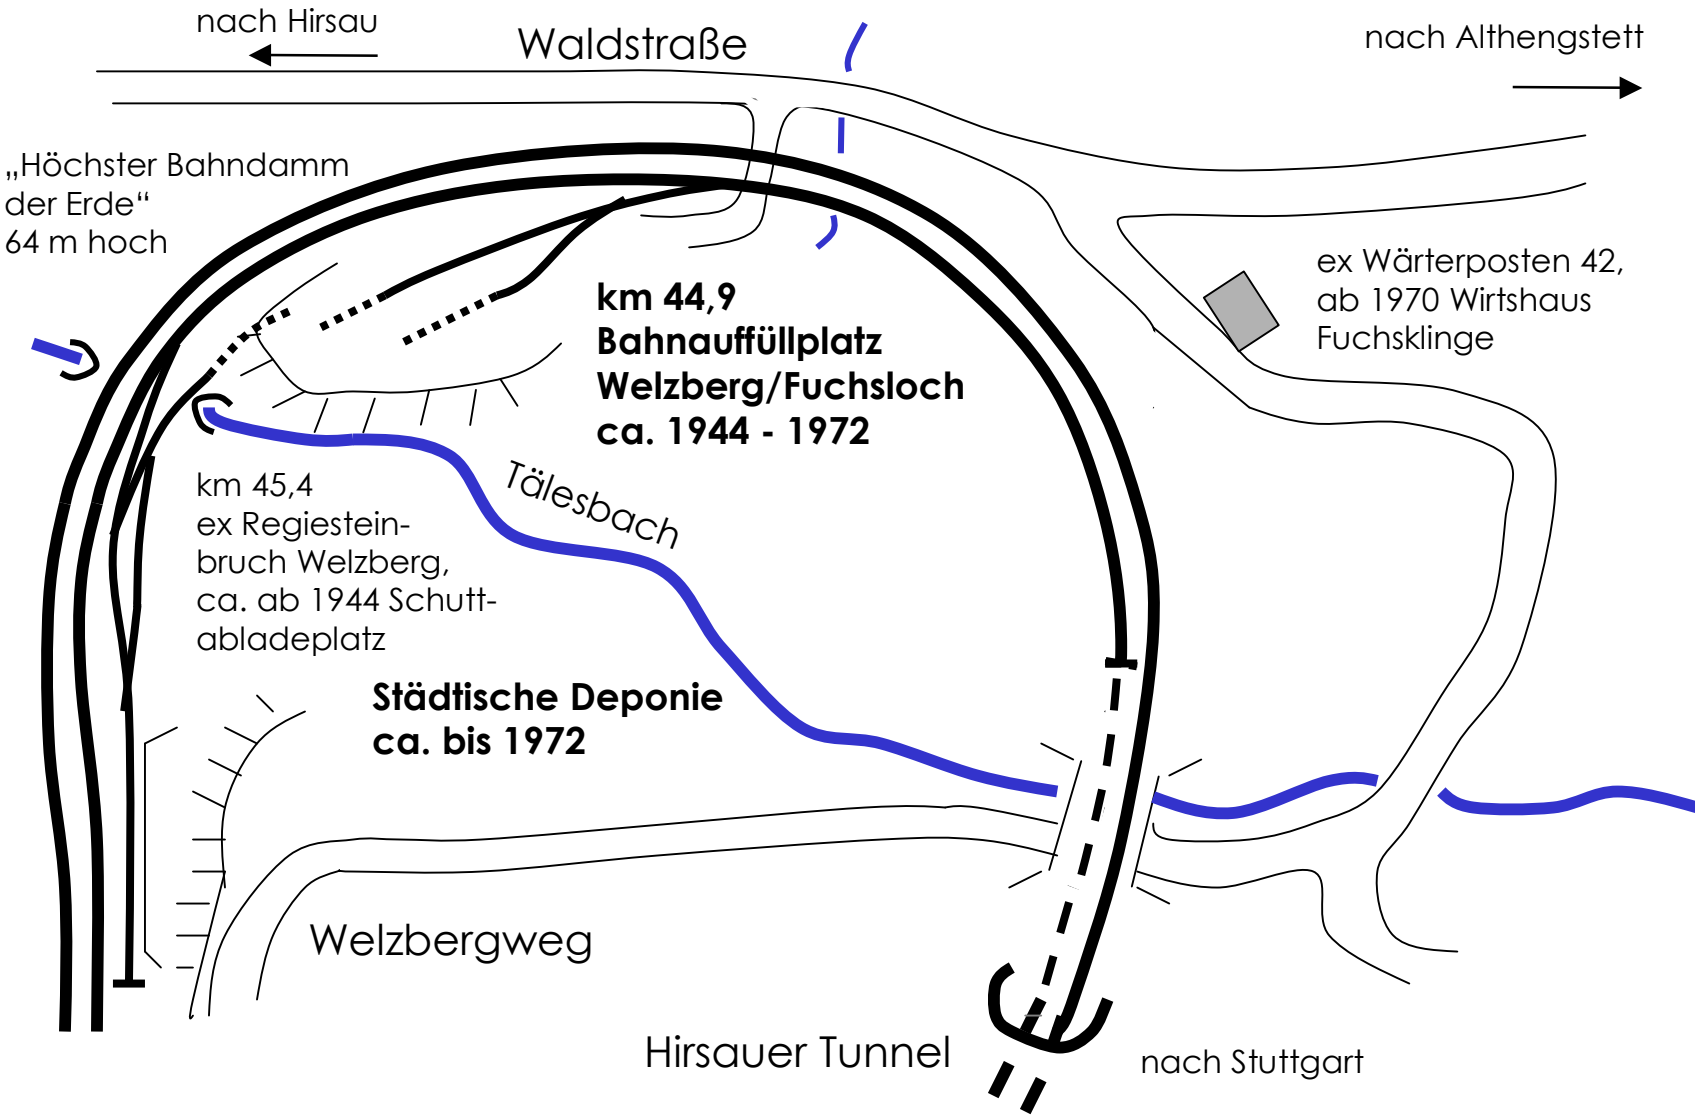 nach Hirsau
Waldstraße
nach Althengstett
„Höchster Bahndamm
der Erde“
64 m hoch
ex Wärterposten 42,
ab 1970 Wirtshaus
Fuchsklinge
km 44,9
Bahnauffüllplatz
Welzberg/Fuchsloch
ca. 1944 - 1972
Tälesbach
km 45,4
ex Regiestein-
bruch Welzberg,
ca. ab 1944 Schutt-
abladeplatz
Städtische Deponie
ca. bis 1972
Welzbergweg
Hirsauer Tunnel
nach Stuttgart